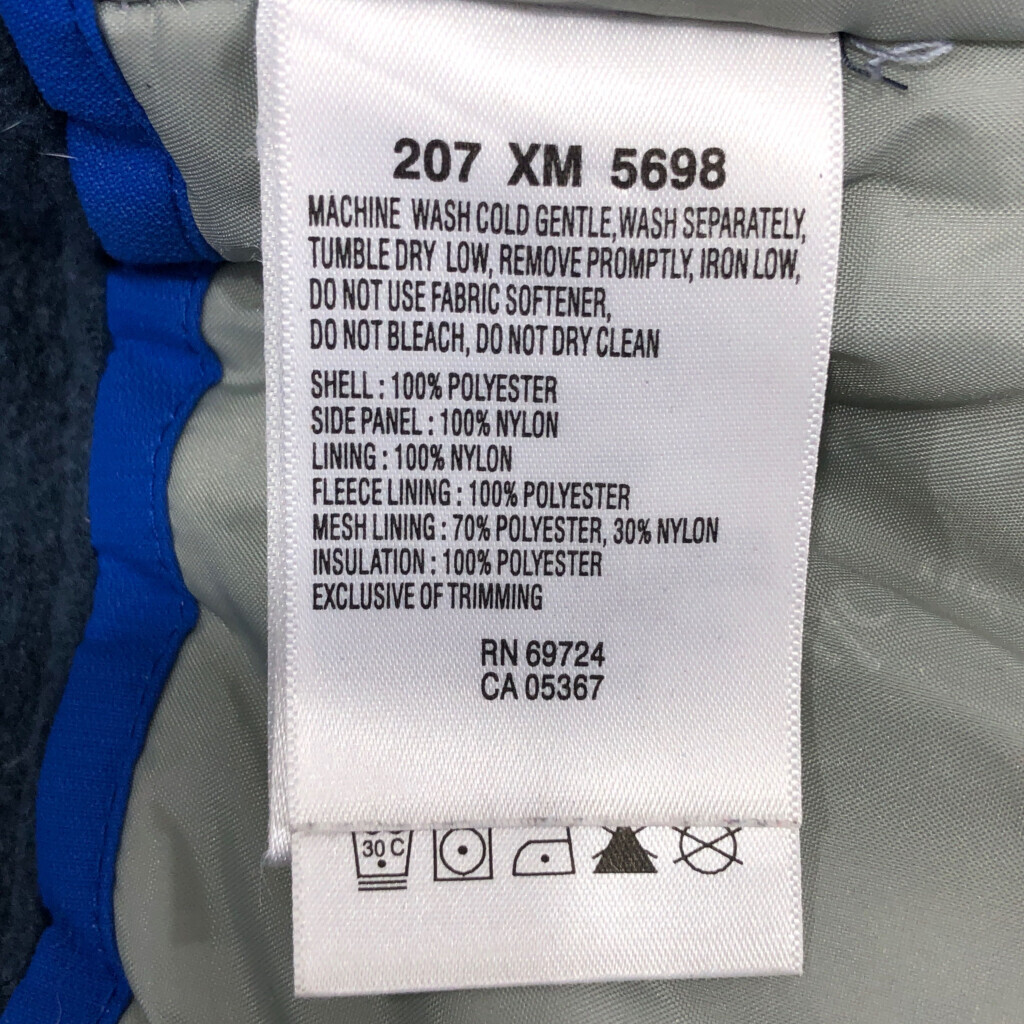 207 XM 5698
MACHINE WASH COLD GENTLE, WASH SEPARATELY,
TUMBLE DRY LOW, REMOVE PROMPTLY, IRON LOW,
DO NOT USE FABRIC SOFTENER,
DO NOT BLEACH, DO NOT DRY CLEAN
SHELL : 100% POLYESTER
SIDE PANEL : 100% NYLON
LINING : 100% NYLON
FLEECE LINING : 100% POLYESTER
MESH LINING : 70% POLYESTER, 30% NYLON
INSULATION : 100% POLYESTER
EXCLUSIVE OF TRIMMING
RN 69724
CA 05367
30 C